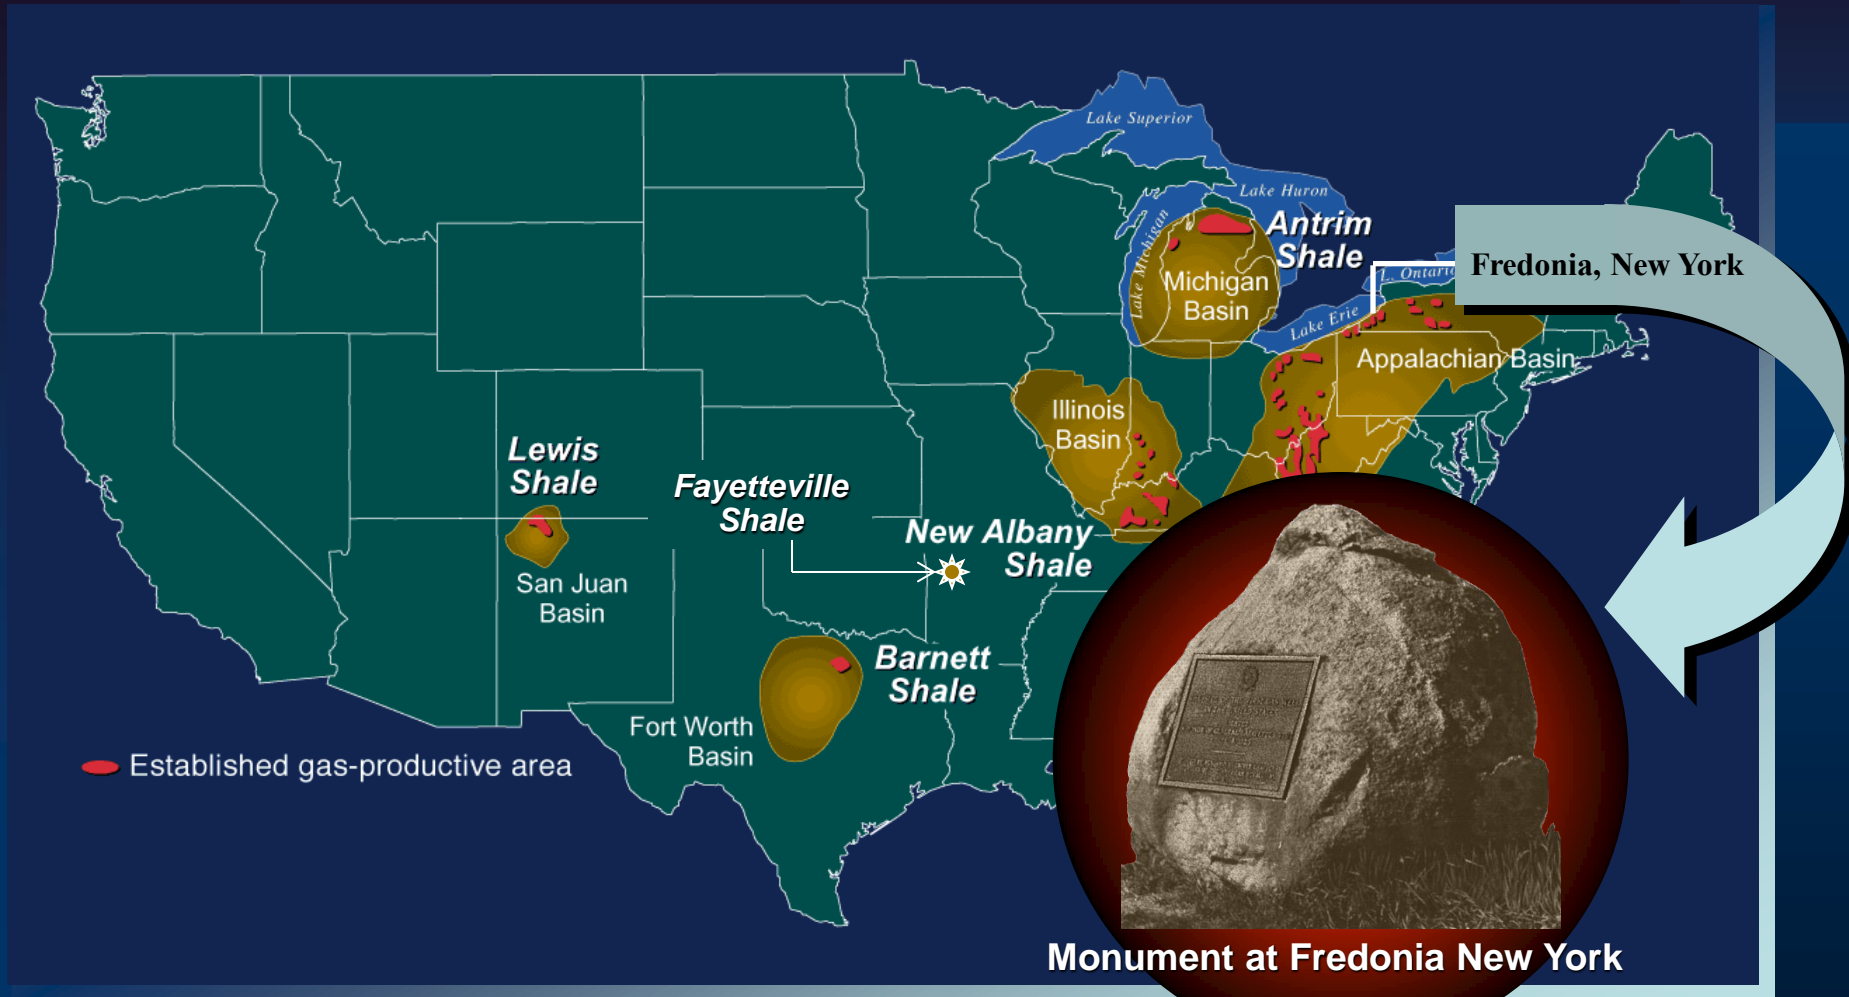 Lake Superior
Lake Huron
Lake Michigan
Antrim
Shale
Michigan
Basin
L. Ontario
Fredonia, New York
Lake Erie
Appalachian Basin
Illinois
Basin
Lewis
Shale
Fayetteville
Shale
New Albany
Shale
San Juan
Basin
Barnett
Shale
Fort Worth
Basin
Established gas-productive area
Monument at Fredonia New York